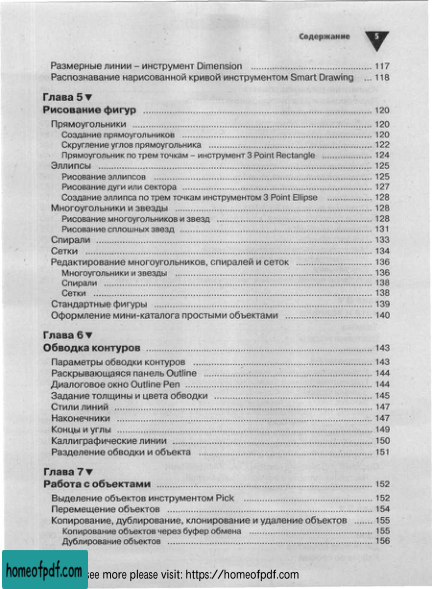 Содержание 5
Размерные линии – инструмент Dimension 117
Распознавание нарисованной кривой инструментом Smart Drawing 118
Глава 5 ▼
Рисование фигур 120
Прямоугольники 120
Создание прямоугольников 120
Скругление углов прямоугольника 122
Прямоугольник по трем точкам – инструмент 3 Point Rectangle 124
Эллипсы 125
Рисование эллипсов 125
Рисование дуги или сектора 127
Создание эллипса по трем точкам инструментом 3 Point Ellipse 128
Многоугольники и звезды 128
Рисование многоугольников и звезд 128
Рисование сплошных звезд 131
Спирали 133
Сетки 134
Редактирование многоугольников, спиралей и сеток 136
Многоугольники и звезды 136
Спирали 138
Сетки 138
Стандартные фигуры 139
Оформление мини-каталога простыми объектами 140
Глава 6 ▼
Обводка контуров 143
Параметры обводки контуров 143
Раскрывающаяся панель Outline 144
Диалоговое окно Outline Pen 144
Задание толщины и цвета обводки 145
Стили линий 147
Наконечники 147
Концы и углы 149
Каллиграфические линии 150
Разделение обводки и объекта 151
Глава 7 ▼
Работа с объектами 152
Выделение объектов инструментом Pick 152
Перемещение объектов 154
Копирование, дублирование, клонирование и удаление объектов 155
Копирование объектов через буфер обмена 155
Дублирование объектов 156
homeofpdf.com
see more please visit: https://homeofpdf.com